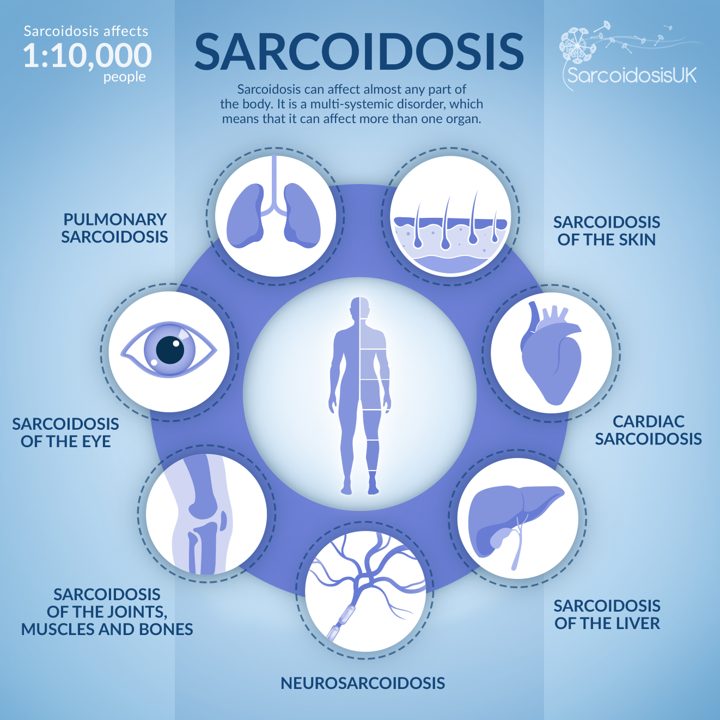 Sarcoidosis affects
1:10,000
people
SARCOIDOSIS
Sarcoidosis can affect almost any part of
the body. It is a multi-systemic disorder, which
means that it can affect more than one organ.
SarcoidosisUK
PULMONARY
SARCOIDOSIS
SARCOIDOSIS
OF THE SKIN
SARCOIDOSIS
OF THE EYE
CARDIAC
SARCOIDOSIS
SARCOIDOSIS
OF THE JOINTS,
MUSCLES AND BONES
SARCOIDOSIS
OF THE LIVER
NEUROSARCOIDOSIS